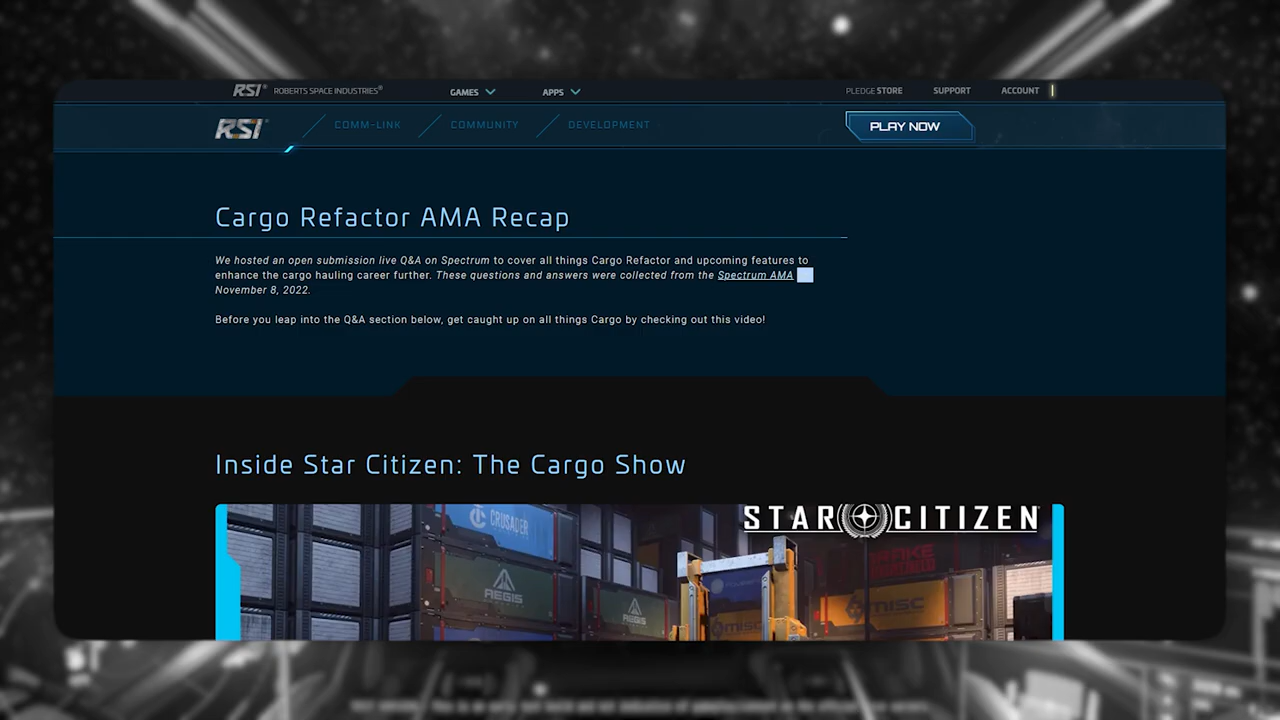 RSI ROBERTS SPACE INDUSTRIES® GAMES APPS PLEDGE STORE SUPPORT ACCOUNT
RSI COMM-LINK COMMUNITY DEVELOPMENT PLAY NOW
Cargo Refactor AMA Recap
We hosted an open submission live Q&A on Spectrum to cover all things Cargo Refactor and upcoming features to
enhance the cargo hauling career further. These questions and answers were collected from the Spectrum AMA
November 8, 2022.
Before you leap into the Q&A section below, get caught up on all things Cargo by checking out this video!
Inside Star Citizen: The Cargo Show
STAR CITIZEN
CRUSADER
DRAKE
AEGIS
AEGIS
MISC
MISC